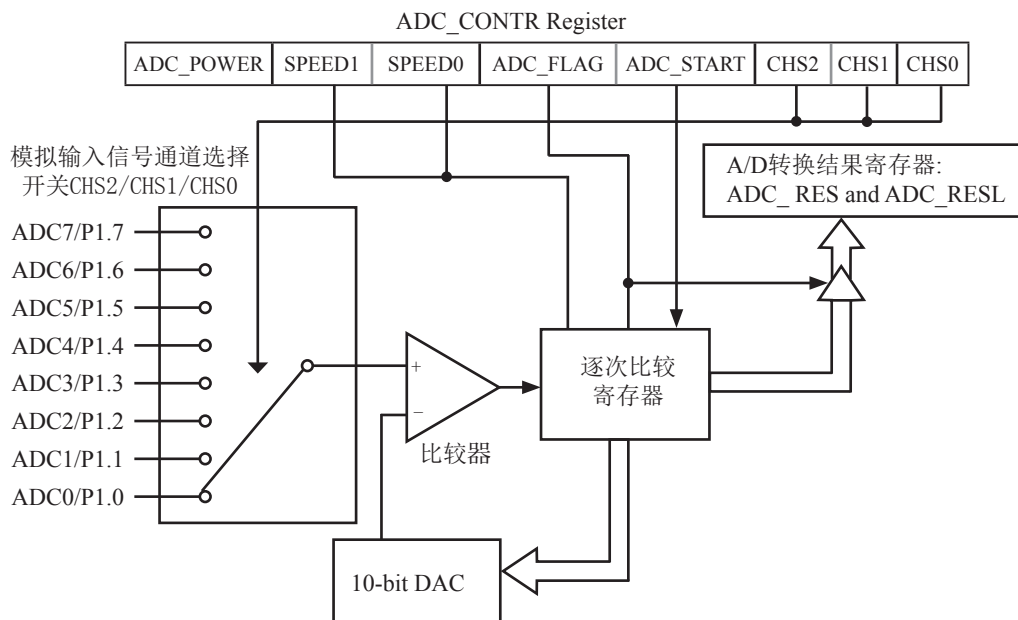 ADC_CONTR Register
ADC_POWER SPEED1 SPEED0 ADC_FLAG ADC_START CHS2 CHS1 CHS0
模拟输入信号通道选择
开关CHS2/CHS1/CHS0
A/D转换结果寄存器:
ADC_ RES and ADC_RESL
ADC7/P1.7
ADC6/P1.6
ADC5/P1.5
ADC4/P1.4
ADC3/P1.3
ADC2/P1.2
ADC1/P1.1
ADC0/P1.0
+
−
比较器
逐次比较
寄存器
10-bit DAC